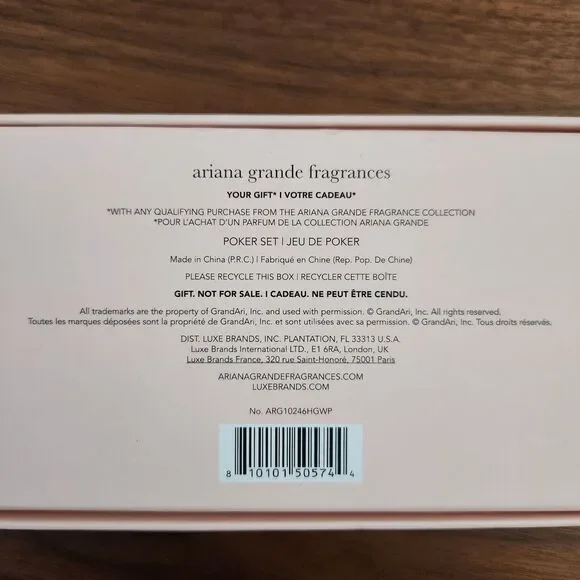 ariana grande fragrances
YOUR GIFT* | VOTRE CADEAU*
*WITH ANY QUALIFYING PURCHASE FROM THE ARIANA GRANDE FRAGRANCE COLLECTION
*POUR L'ACHAT D'UN PARFUM DE LA COLLECTION ARIANA GRANDE
POKER SET | JEU DE POKER
Made in China (P.R.C.) | Fabriqué en Chine (Rep. Pop. De Chine)
PLEASE RECYCLE THIS BOX | RECYCLER CETTE BOÎTE
GIFT. NOT FOR SALE. | CADEAU. NE PEUT ÊTRE CENDU.
All trademarks are the property of GrandAri, Inc. and used with permission. © GrandAri, Inc. All rights reserved.
Toutes les marques déposées sont la propriété de GrandAri, Inc. et sont utilisées avec sa permission. © GrandAri, Inc. Tous droits réservés.
DIST. LUXE BRANDS, INC. PLANTATION, FL 33313 U.S.A.
Luxe Brands International LTD., E1 6RA, London, UK
Luxe Brands France, 320 rue Saint-Honoré, 75001 Paris
ARIANAGRANDEFRAGRANCES.COM
LUXEBRANDS.COM
No. ARG10246HGWP
8 10101 50574 4